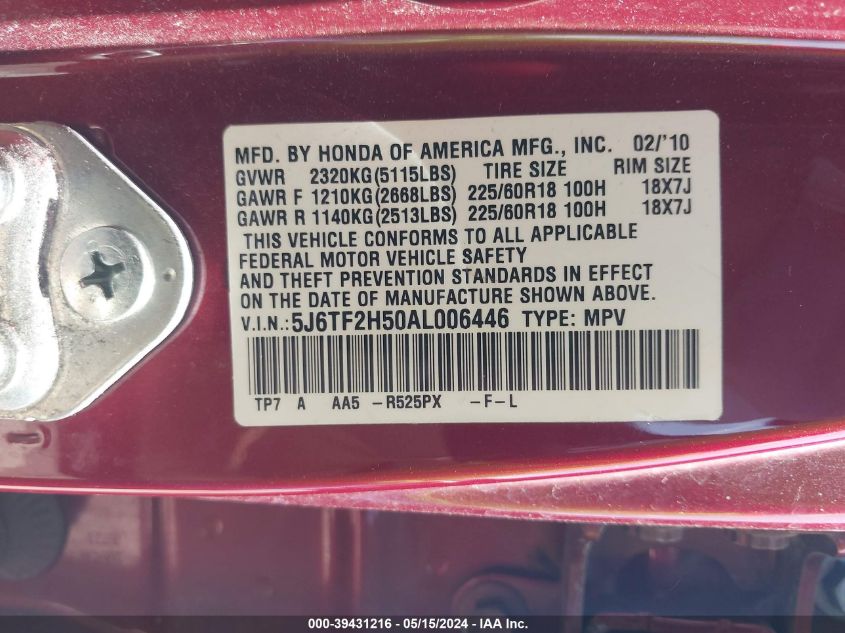 MFD. BY HONDA OF AMERICA MFG., INC. 02/'10
GVWR 2320KG(5115LBS) TIRE SIZE RIM SIZE
GAWR F 1210KG(2668LBS) 225/60R18 100H 18X7J
GAWR R 1140KG(2513LBS) 225/60R18 100H 18X7J
THIS VEHICLE CONFORMS TO ALL APPLICABLE
FEDERAL MOTOR VEHICLE SAFETY
AND THEFT PREVENTION STANDARDS IN EFFECT
ON THE DATE OF MANUFACTURE SHOWN ABOVE.
V.I.N.:5J6TF2H50AL006446 TYPE: MPV
TP7 A AA5 -R525PX -F-L
000-39431216 - 05/15/2024 - IAA Inc.